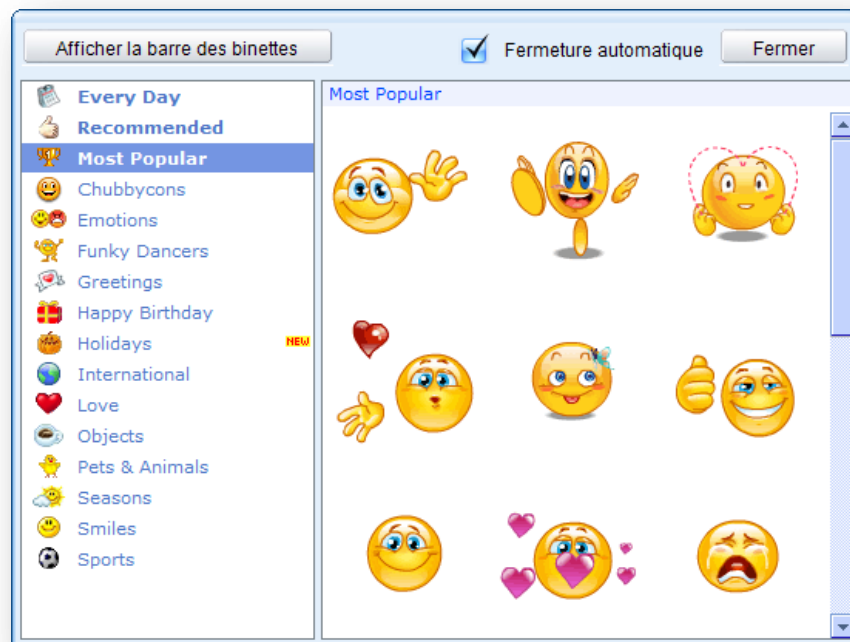 Afficher la barre des binettes
Fermeture automatique
Fermer
Every Day
Recommended
Most Popular
Chubbycons
Emotions
Funky Dancers
Greetings
Happy Birthday
Holidays NEW
International
Love
Objects
Pets & Animals
Seasons
Smiles
Sports
Most Popular